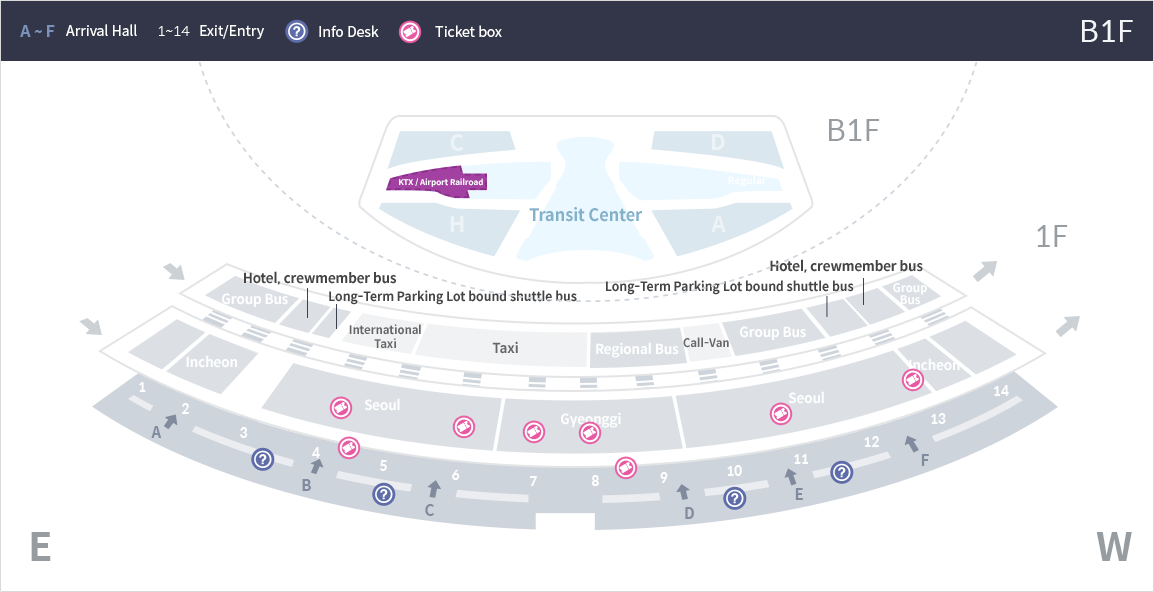 A ~ F Arrival Hall 1~14 Exit/Entry Info Desk Ticket box B1F
B1F
C D
KTX / Airport Railroad
Regular
Transit Center
H A
1F
Hotel, crewmember bus
Long-Term Parking Lot bound shuttle bus
Hotel, crewmember bus
Long-Term Parking Lot bound shuttle bus
Group Bus
International
Taxi
Taxi
Regional Bus
Call-Van
Group Bus
Group
Bus
Incheon
Seoul
Gyeonggi
Seoul
Incheon
1 2 3 4 5 6 7 8 9 10 11 12 13 14
A B C D E F
E W